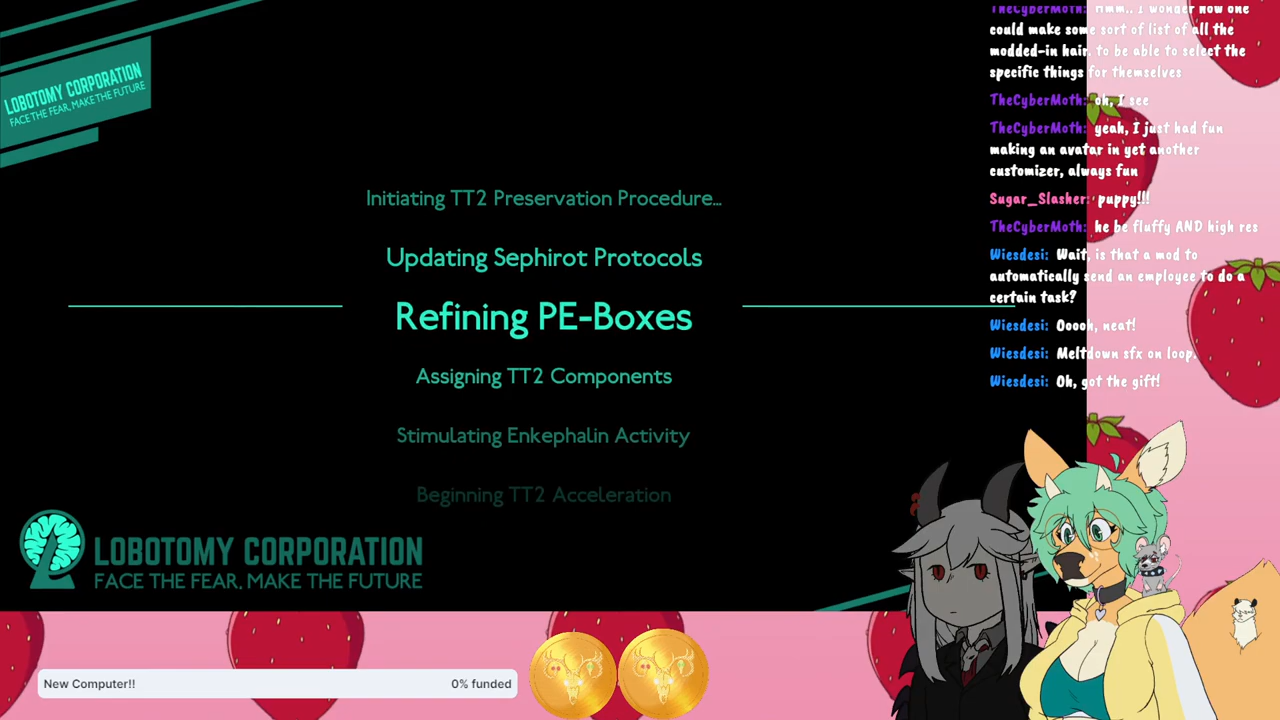 LOBOTOMY CORPORATION
FACE THE FEAR, MAKE THE FUTURE
Initiating TT2 Preservation Procedure...
Updating Sephirot Protocols
Refining PE-Boxes
Assigning TT2 Components
Stimulating Enkephalin Activity
Beginning TT2 Acceleration
LOBOTOMY CORPORATION
FACE THE FEAR, MAKE THE FUTURE
TheCyberMoth: Hmm.. I wonder how one
could make some sort of list of all the
modded-in hair, to be able to select the
specific things for themselves
TheCyberMoth: oh, I see
TheCyberMoth: yeah, I just had fun
making an avatar in yet another
customizer, always fun
Sugar_Slasher: puppy!!!
TheCyberMoth: he be fluffy AND high res
Wiesdesi: Wait, is that a mod to
automatically send an employee to do a
certain task?
Wiesdesi: Ooooh, neat!
Wiesdesi: Meltdown sfx on loop.
Wiesdesi: Oh, got the gift!
New Computer!!
0% funded